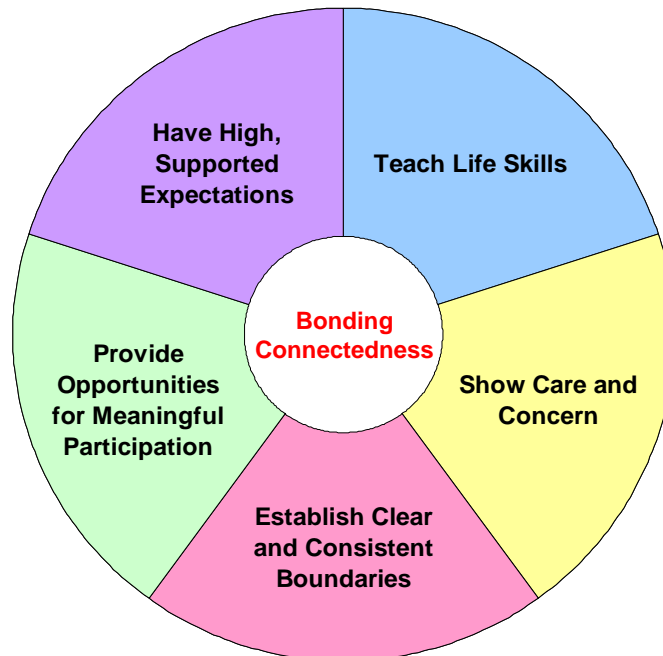 Have High,
Supported
Expectations
Teach Life Skills
Bonding
Connectedness
Provide
Opportunities
for Meaningful
Participation
Show Care and
Concern
Establish Clear
and Consistent
Boundaries